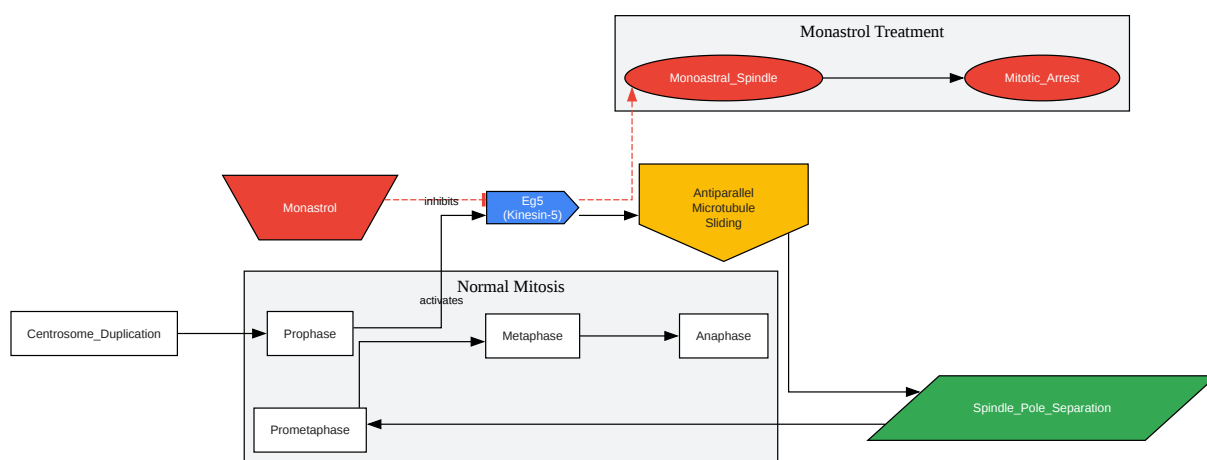 Monastrol Treatment
Monoastral_Spindle
Mitotic_Arrest
Monastrol
inhibits
Eg5
(Kinesin-5)
Antiparallel
Microtubule
Sliding
Normal Mitosis
activates
Centrosome_Duplication
Prophase
Metaphase
Anaphase
Prometaphase
Spindle_Pole_Separation